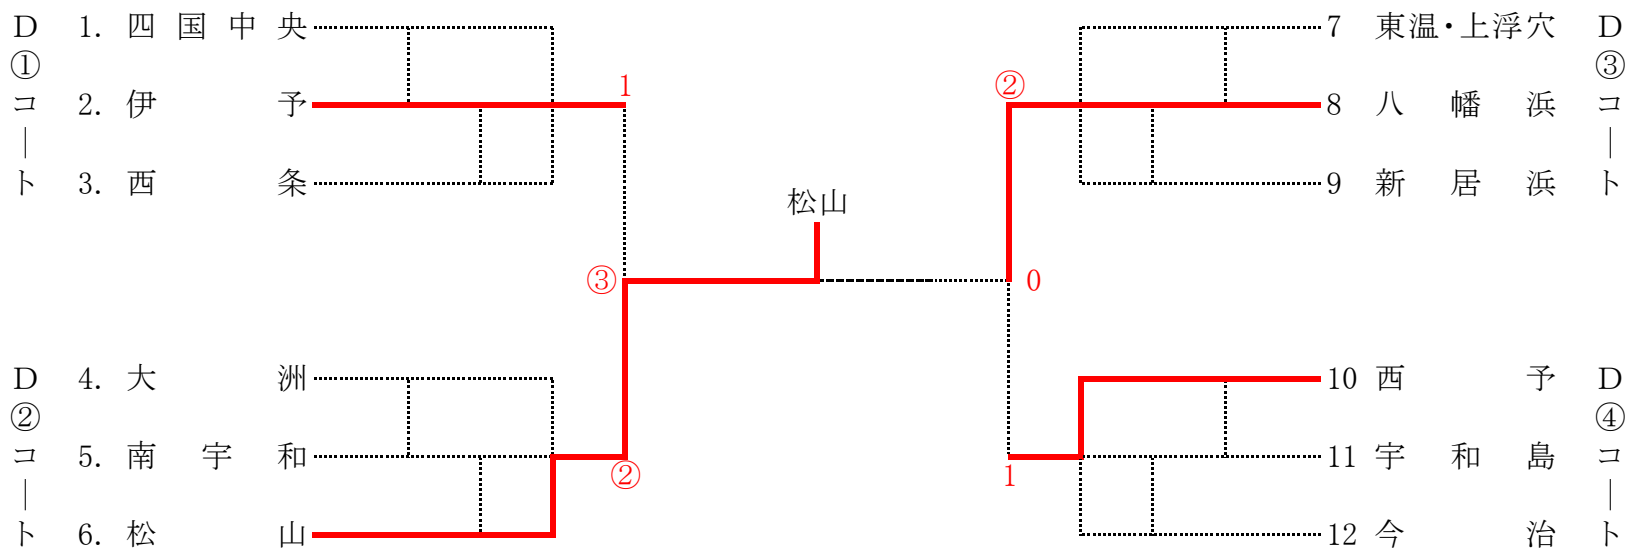 D①コート
1. 四国中央
2. 伊予
3. 西条
D②コート
4. 大洲
5. 南宇和
6. 松山
1
③
②
松山
②
0
1
7 東温・上浮穴
8 八幡浜
9 新居浜
D③コート
10 西予
11 宇和島
12 今治
D④コート